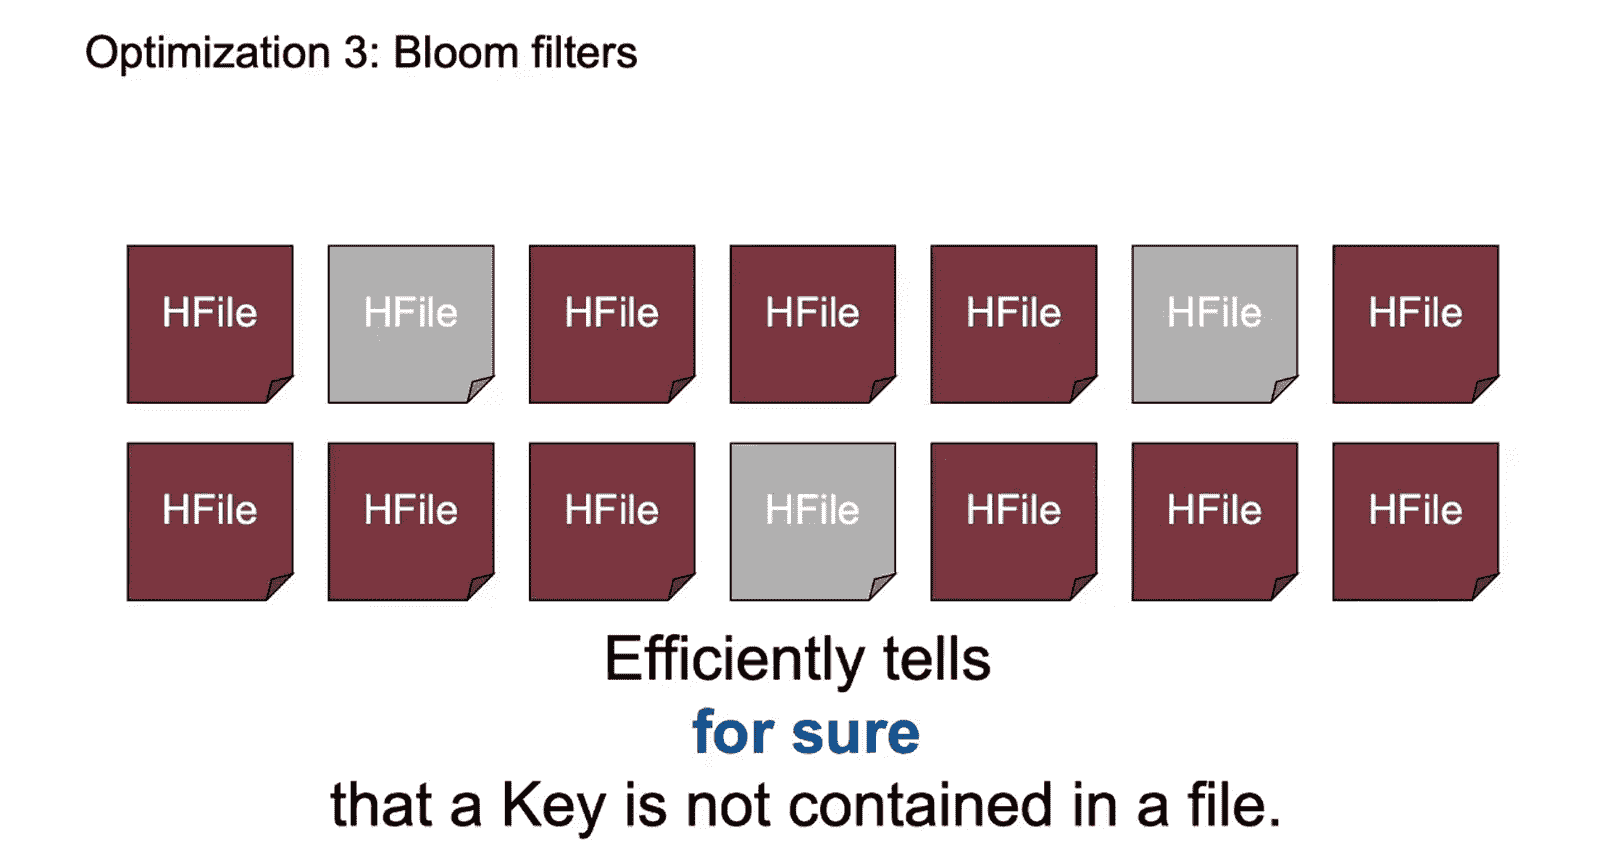 Optimization 3: Bloom filters
HFile HFile HFile HFile HFile HFile HFile
HFile HFile HFile HFile HFile HFile HFile
Efficiently tells
for sure
that a Key is not contained in a file.